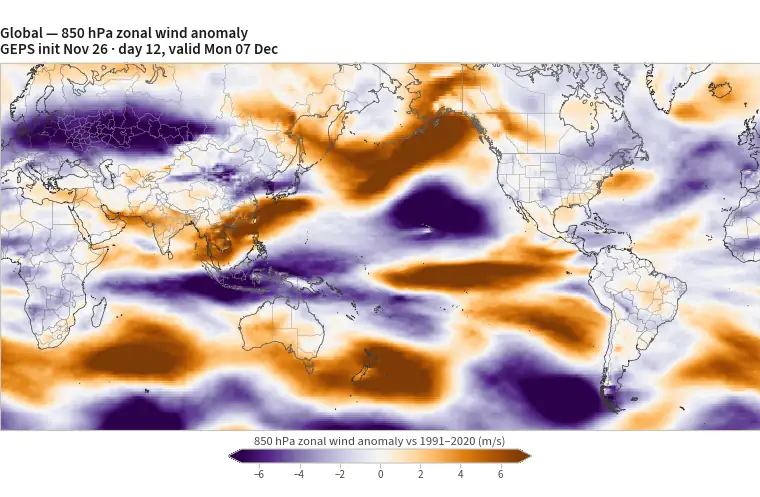 Global — 850 hPa zonal wind anomaly
GEPS init Nov 26 · day 12, valid Mon 07 Dec
850 hPa zonal wind anomaly vs 1991–2020 (m/s)
−6 −4 −2 0 2 4 6